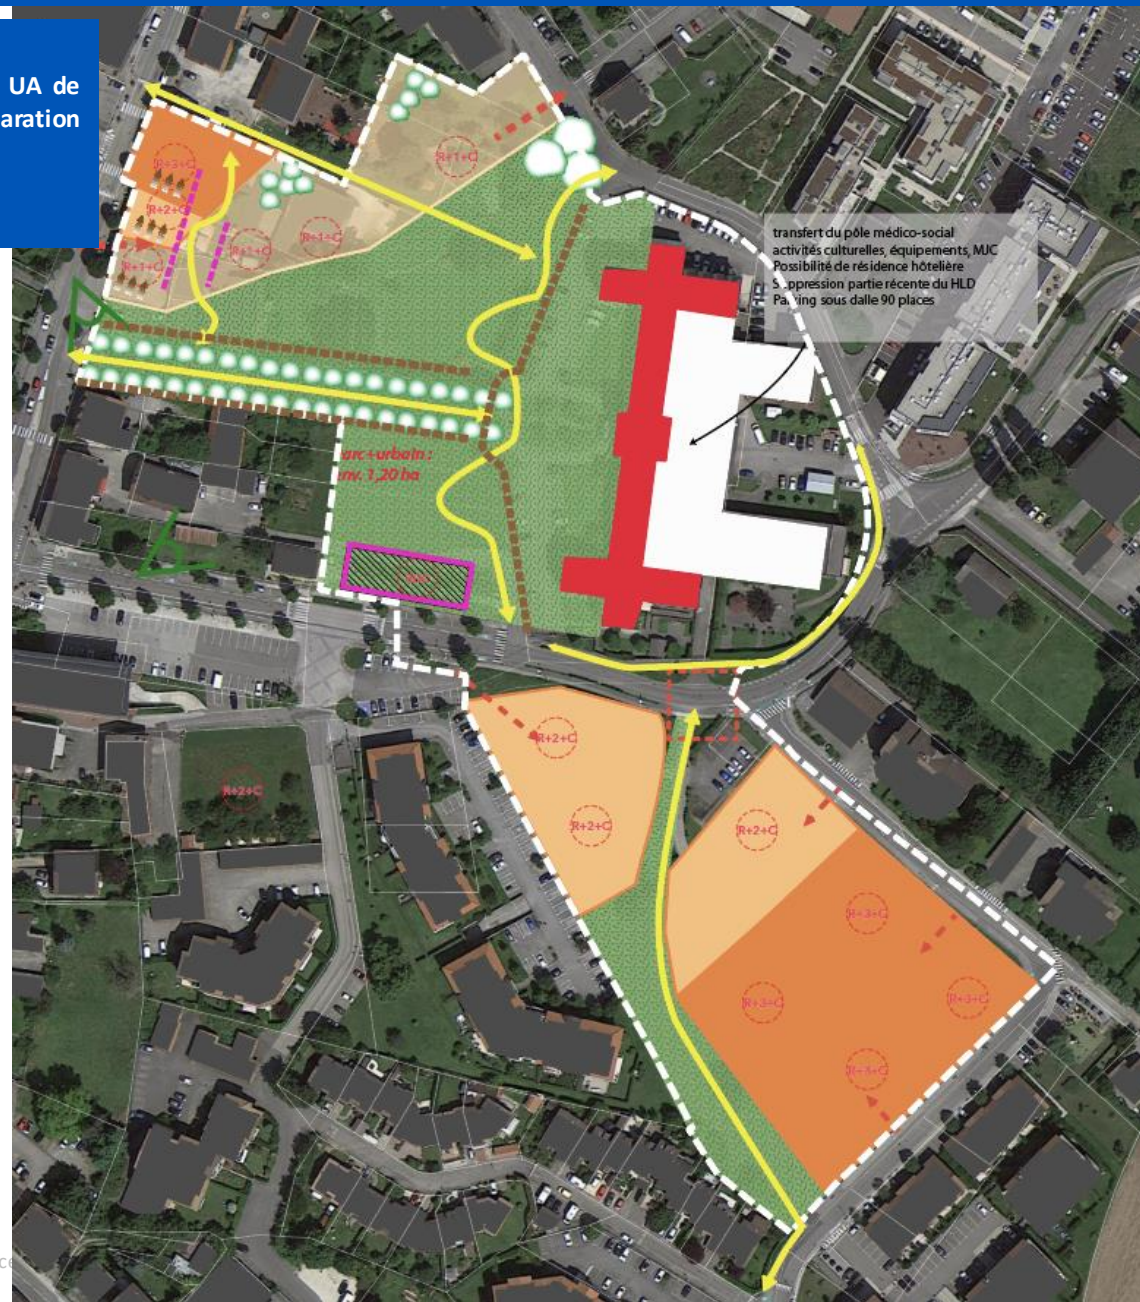 UA de
aration
R+3+C
R+2+C
R+1+C
R+1+C
R+1+C
R+1+C
transfert du pôle médico-social
activités culturelles, équipements, MJC
Possibilité de résidence hôtelière
Suppression partie récente du HLD
Parking sous dalle 90 places
arc urbain :
env. 1,20 ha
R+2+C
R+2+C
R+2+C
R+2+C
R+3+C
R+3+C
R+3+C
R+3+C